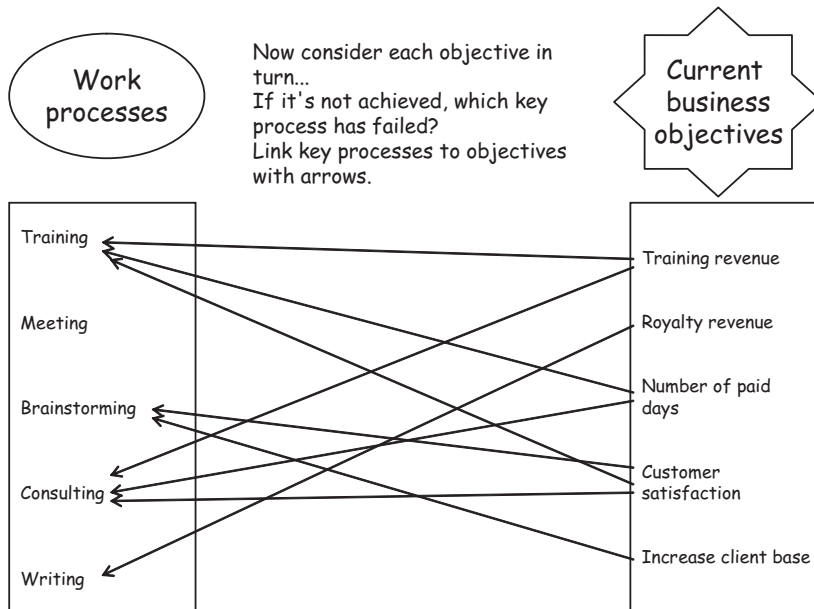 Work
processes
Now consider each objective in
turn...
If it's not achieved, which key
process has failed?
Link key processes to objectives
with arrows.
Current
business
objectives
Training
Meeting
Brainstorming
Consulting
Writing
Training revenue
Royalty revenue
Number of paid
days
Customer
satisfaction
Increase client base